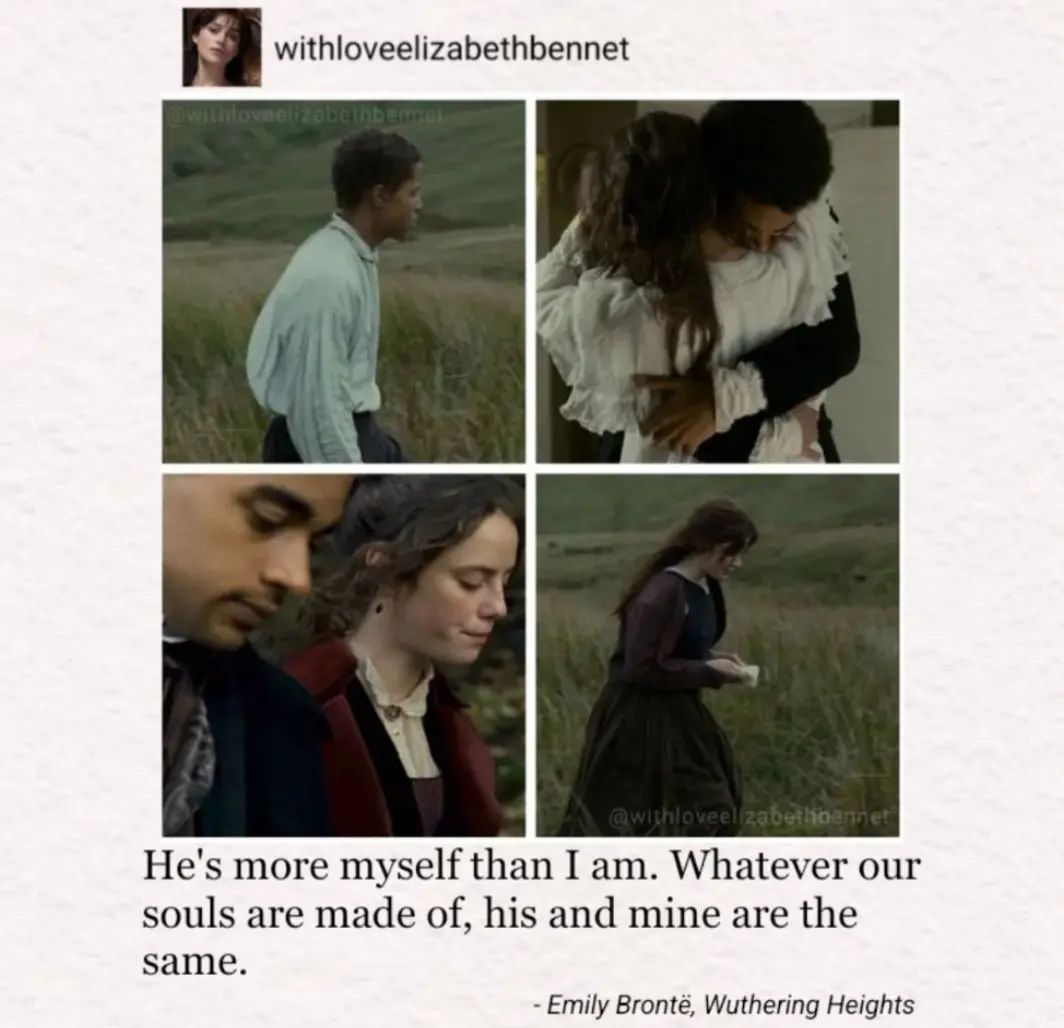 withloveelizabethbennet
@withloveelizabethbennet
@withloveelizabethbennet
He's more myself than I am. Whatever our
souls are made of, his and mine are the
same.
- Emily Brontë, Wuthering Heights